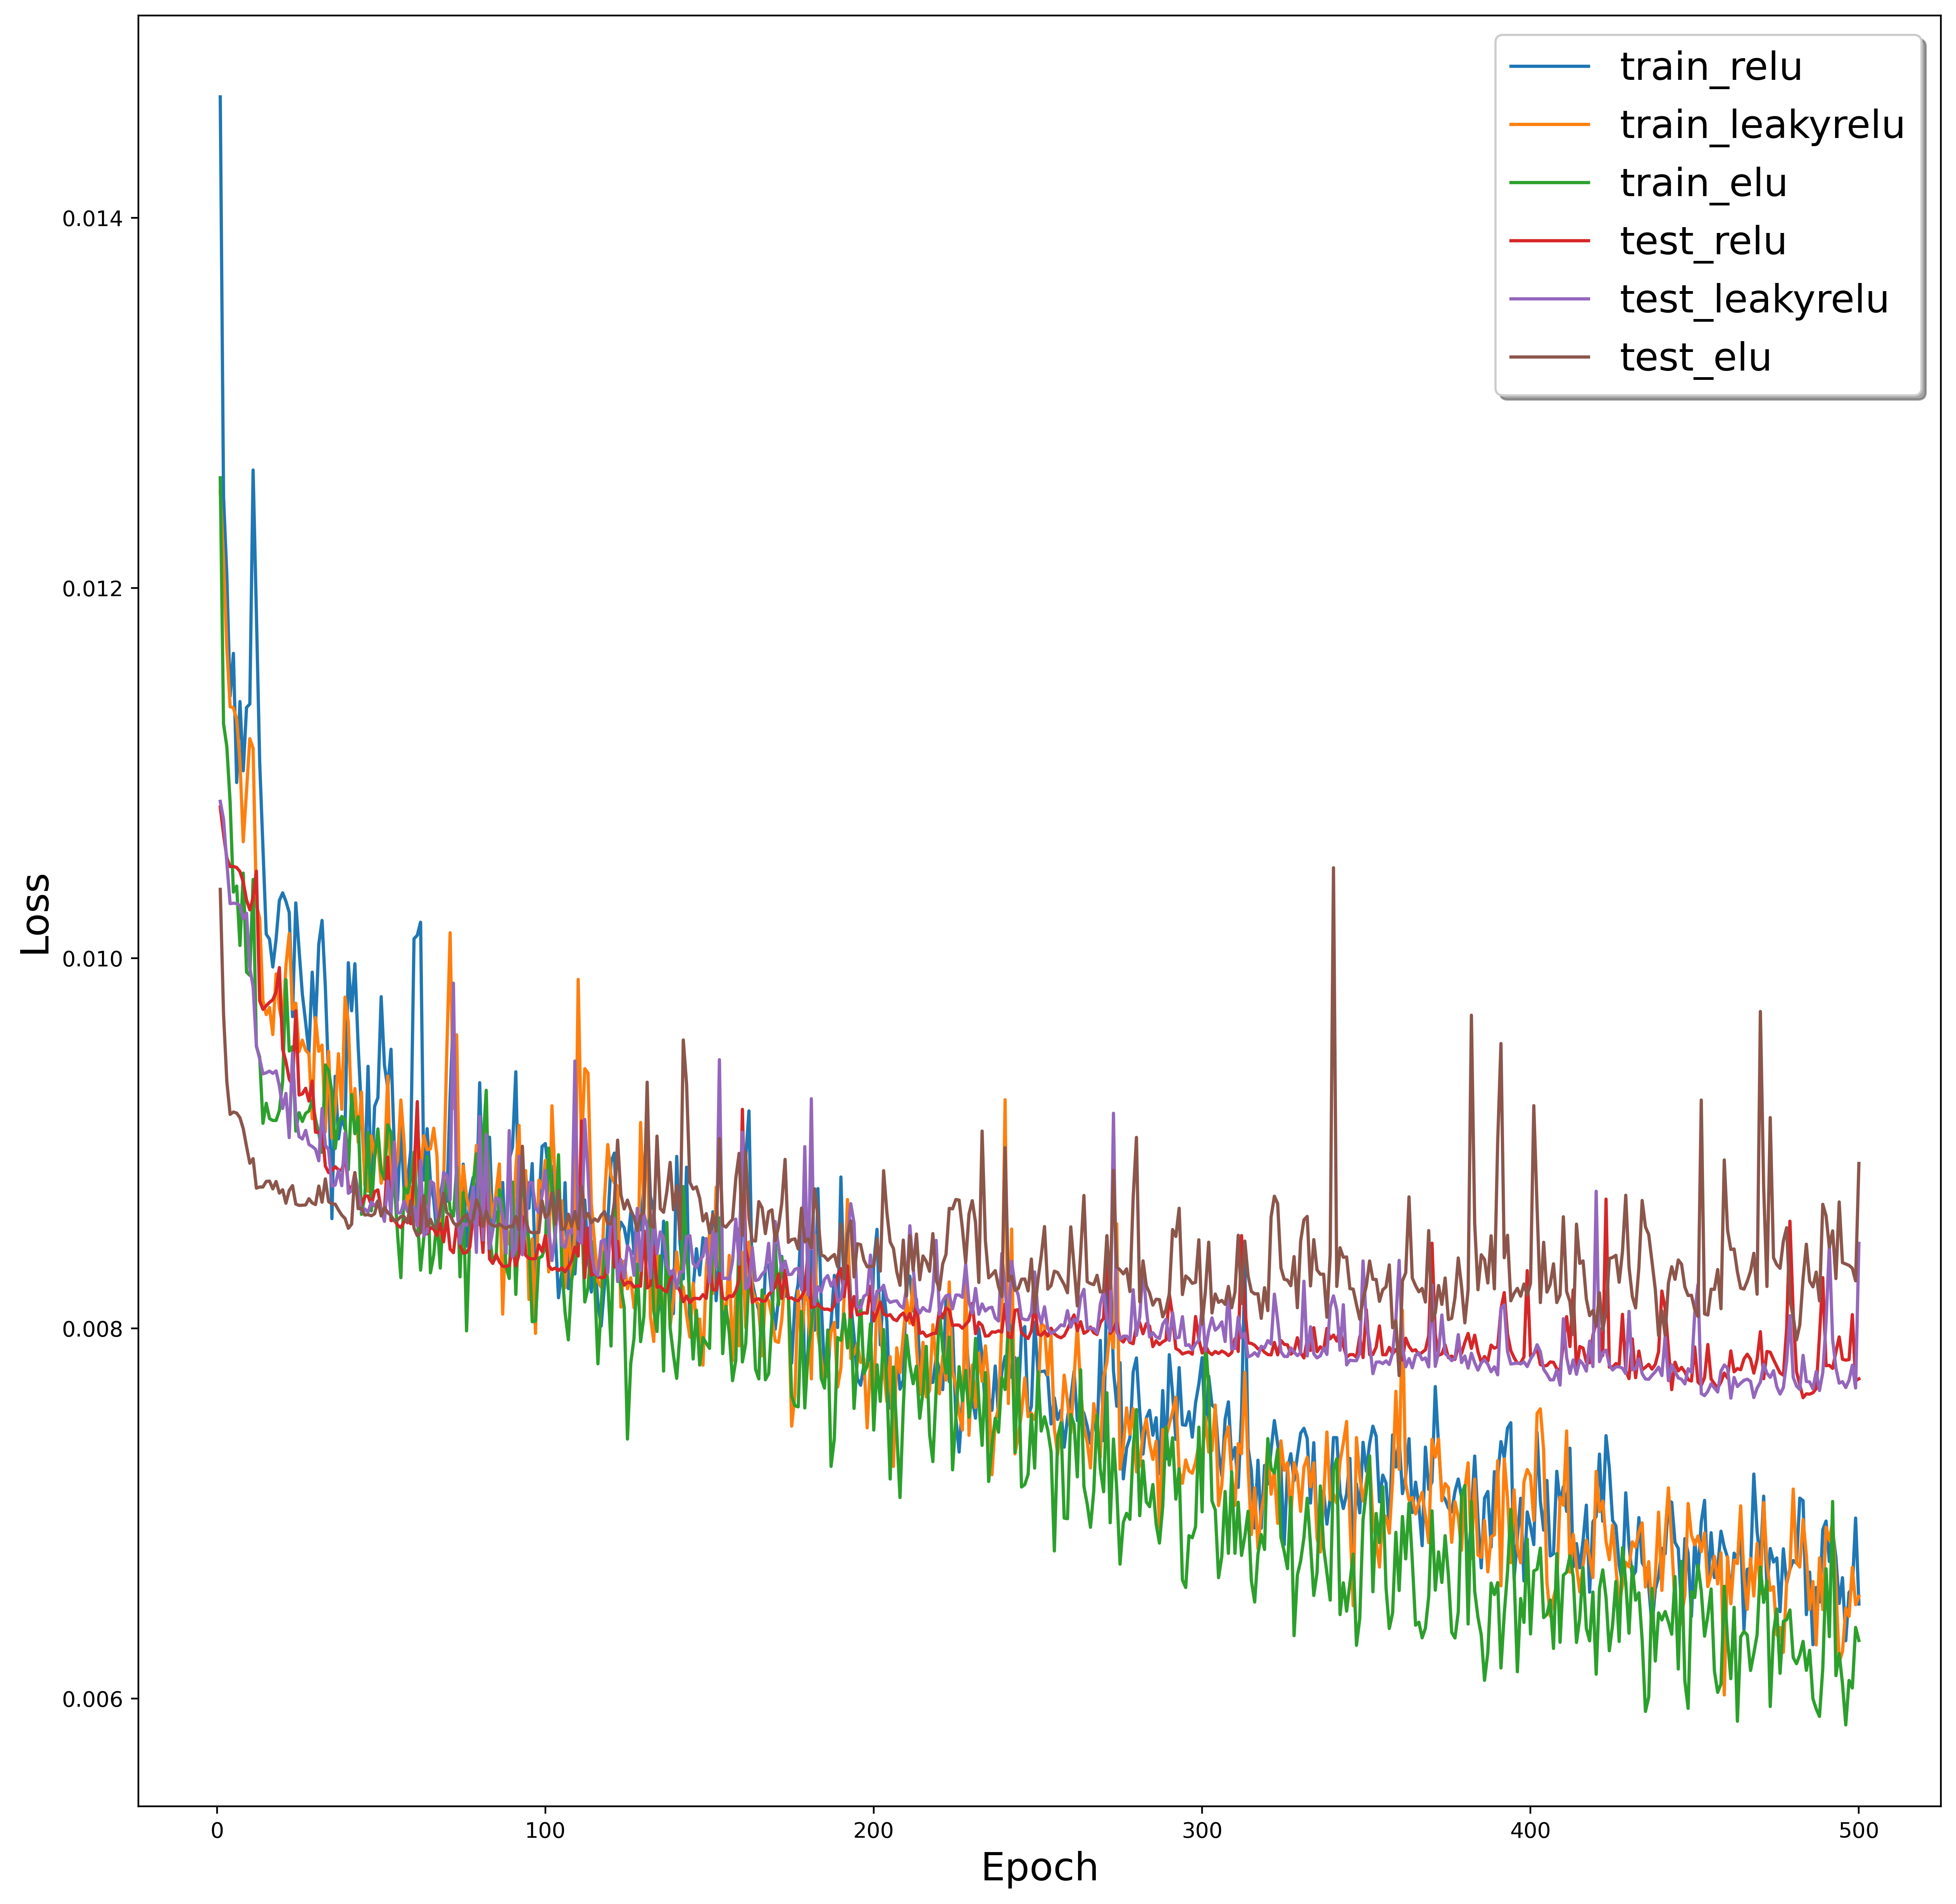 train_relu
train_leakyrelu
train_elu
test_relu
test_leakyrelu
test_elu
0.014
0.012
0.010
0.008
0.006
Loss
0
100
200
300
400
500
Epoch